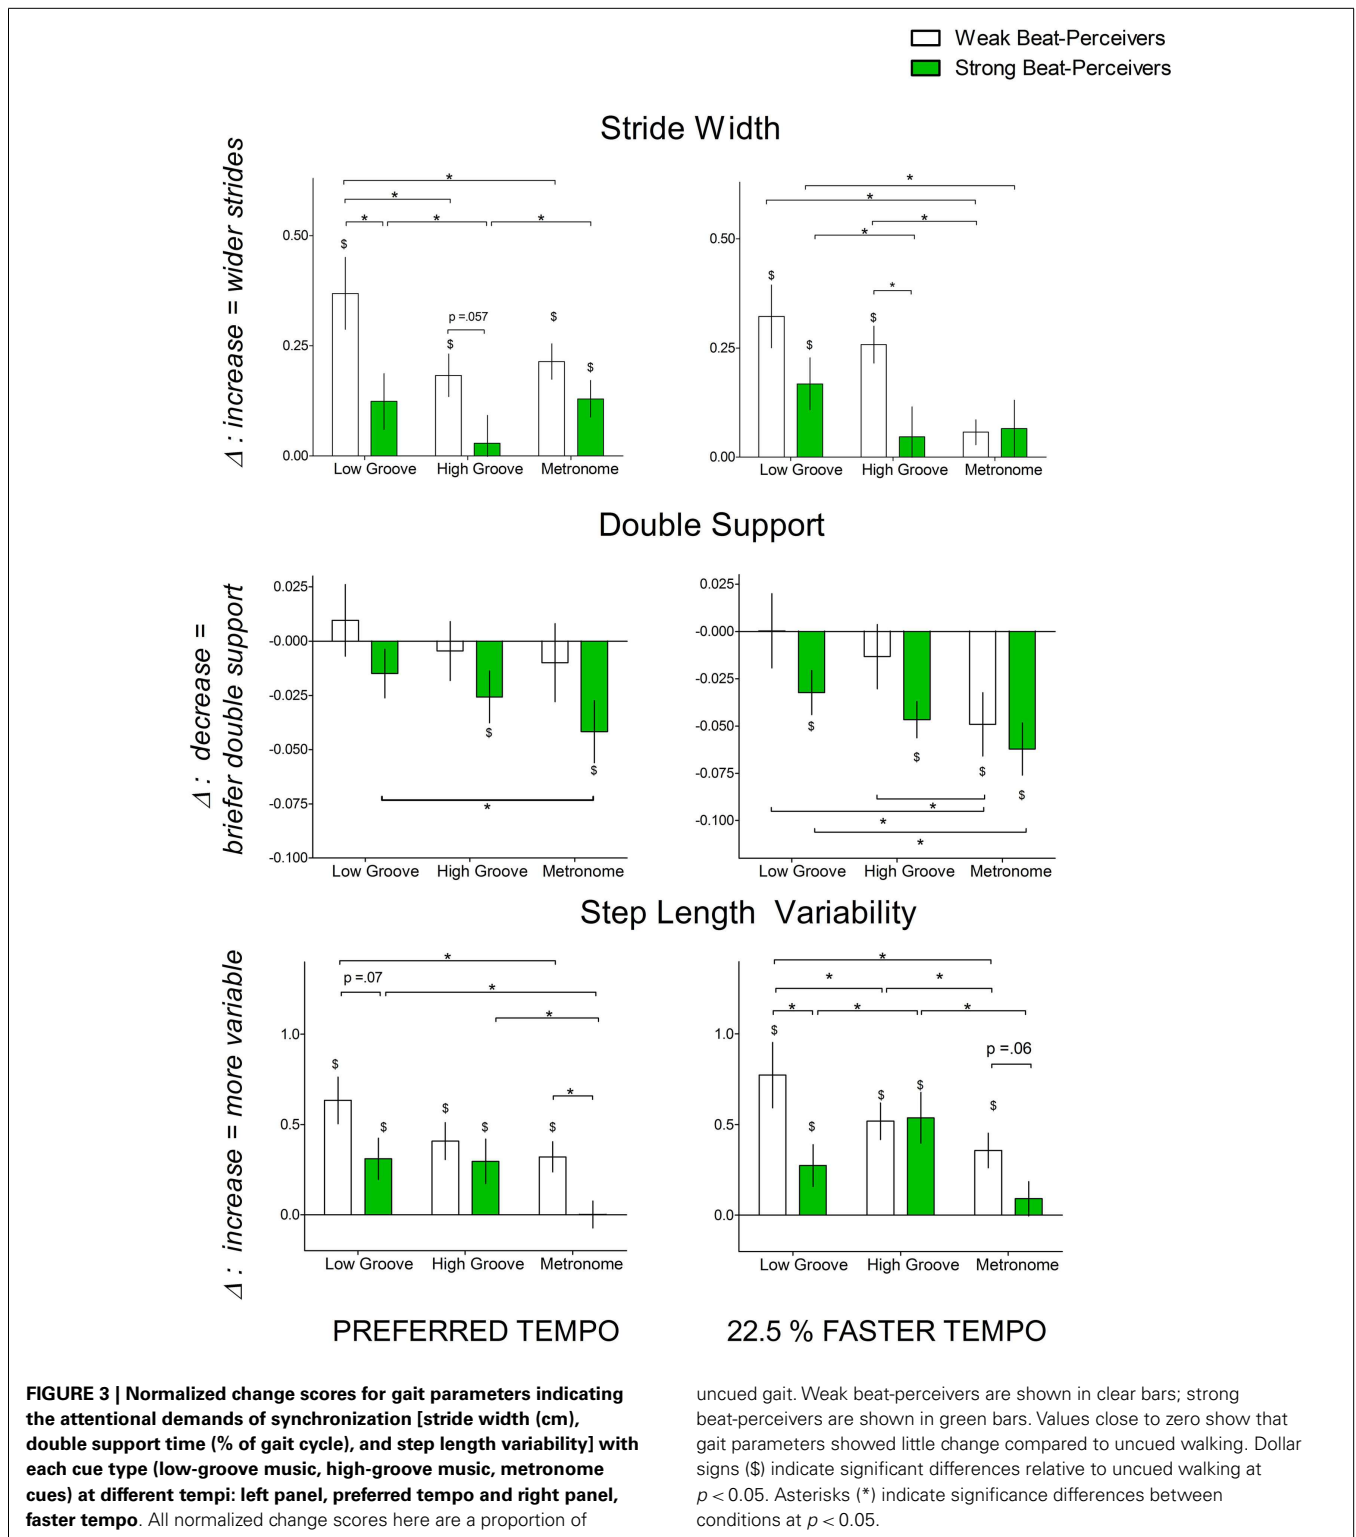 Weak Beat-Perceivers
Strong Beat-Perceivers
Stride Width
Δ : increase = wider strides
0.50
0.25
0.00
* * * * *
$ $ $ $
p =.057
Low Groove High Groove Metronome
0.50
0.25
0.00
* * * * *
$ $ $
Low Groove High Groove Metronome
Double Support
Δ : decrease =
briefer double support
0.025
-0.000
-0.025
-0.050
-0.075
-0.100
$ $
*
Low Groove High Groove Metronome
0.025
-0.000
-0.025
-0.050
-0.075
-0.100
$ $ $ $
* * *
Low Groove High Groove Metronome
Step Length Variability
Δ : increase = more variable
1.0
0.5
0.0
* * * *
p =.07
$ $ $ $ $
Low Groove High Groove Metronome
1.0
0.5
0.0
* * * * * *
p =.06
$ $ $ $ $
Low Groove High Groove Metronome
PREFERRED TEMPO
22.5 % FASTER TEMPO
FIGURE 3 | Normalized change scores for gait parameters indicating
the attentional demands of synchronization [stride width (cm),
double support time (% of gait cycle), and step length variability] with
each cue type (low-groove music, high-groove music, metronome
cues) at different tempi: left panel, preferred tempo and right panel,
faster tempo. All normalized change scores here are a proportion of
uncued gait. Weak beat-perceivers are shown in clear bars; strong
beat-perceivers are shown in green bars. Values close to zero show that
gait parameters showed little change compared to uncued walking. Dollar
signs ($) indicate significant differences relative to uncued walking at
p < 0.05. Asterisks (*) indicate significance differences between
conditions at p < 0.05.